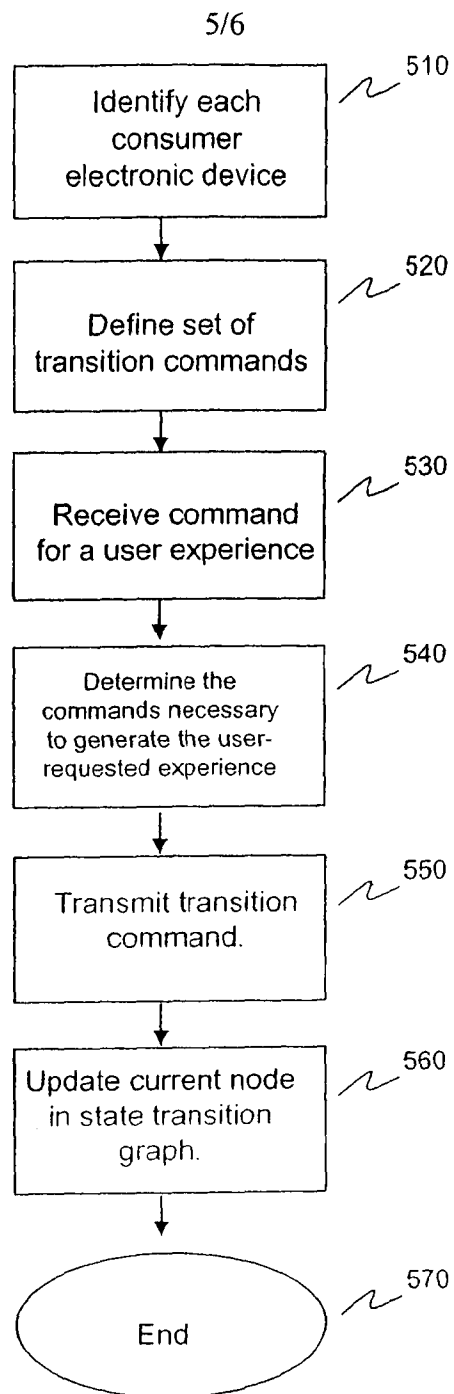 5/6
510
Identify each
consumer
electronic device
520
Define set of
transition commands
530
Receive command
for a user experience
540
Determine the
commands necessary
to generate the user-
requested experience
550
Transmit transition
command.
560
Update current node
in state transition
graph.
570
End